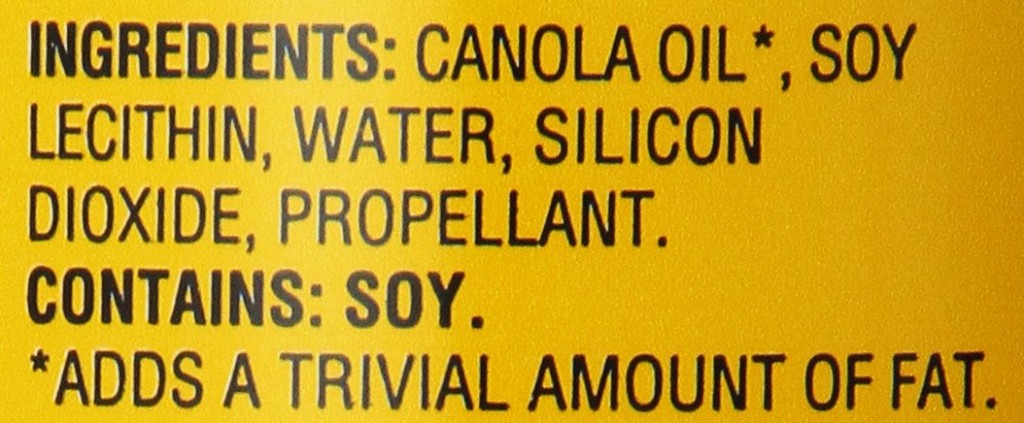 INGREDIENTS: CANOLA OIL*, SOY
LECITHIN, WATER, SILICON
DIOXIDE, PROPELLANT.
CONTAINS: SOY.
*ADDS A TRIVIAL AMOUNT OF FAT.